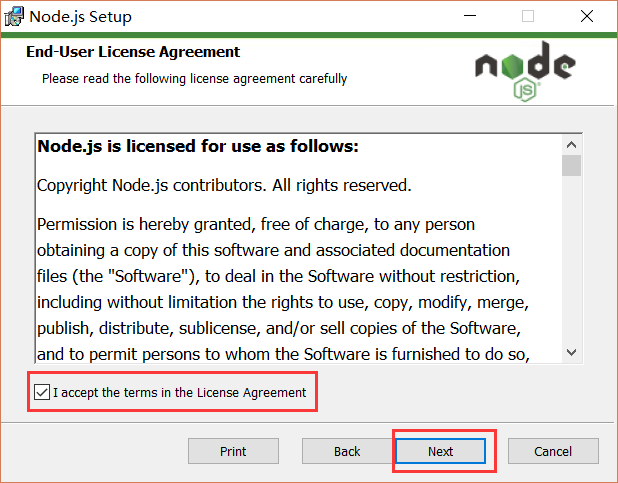 Node.js Setup
End-User License Agreement
Please read the following license agreement carefully
node
JS
Node.js is licensed for use as follows:
Copyright Node.js contributors. All rights reserved.
Permission is hereby granted, free of charge, to any person
obtaining a copy of this software and associated documentation
files (the "Software"), to deal in the Software without restriction,
including without limitation the rights to use, copy, modify, merge,
publish, distribute, sublicense, and/or sell copies of the Software,
and to permit persons to whom the Software is furnished to do so,
I accept the terms in the License Agreement
Print
Back
Next
Cancel